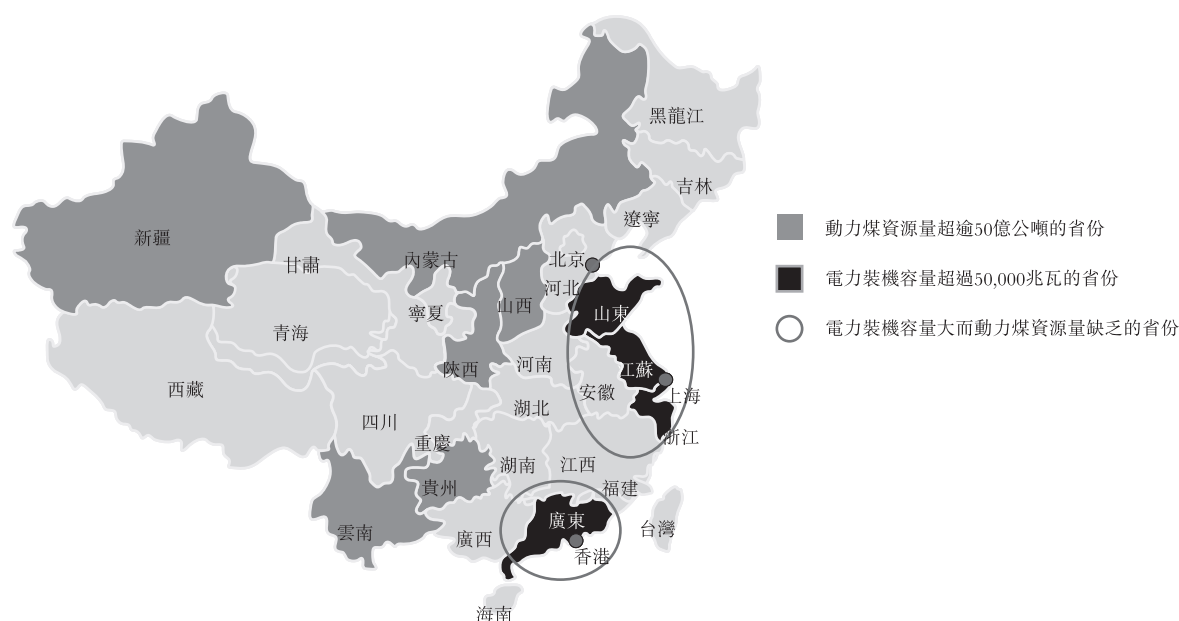 黑龍江
吉林
遼寧
新疆
甘肅
內蒙古
北京
河北
寧夏
山西
山東
青海
陝西
河南
江蘇
西藏
安徽
上海
湖北
四川
重慶
浙江
湖南
江西
貴州
福建
雲南
廣西
廣東
台灣
香港
海南
動力煤資源量超逾50億公噸的省份
電力裝機容量超過50,000兆瓦的省份
電力裝機容量大而動力煤資源量缺乏的省份